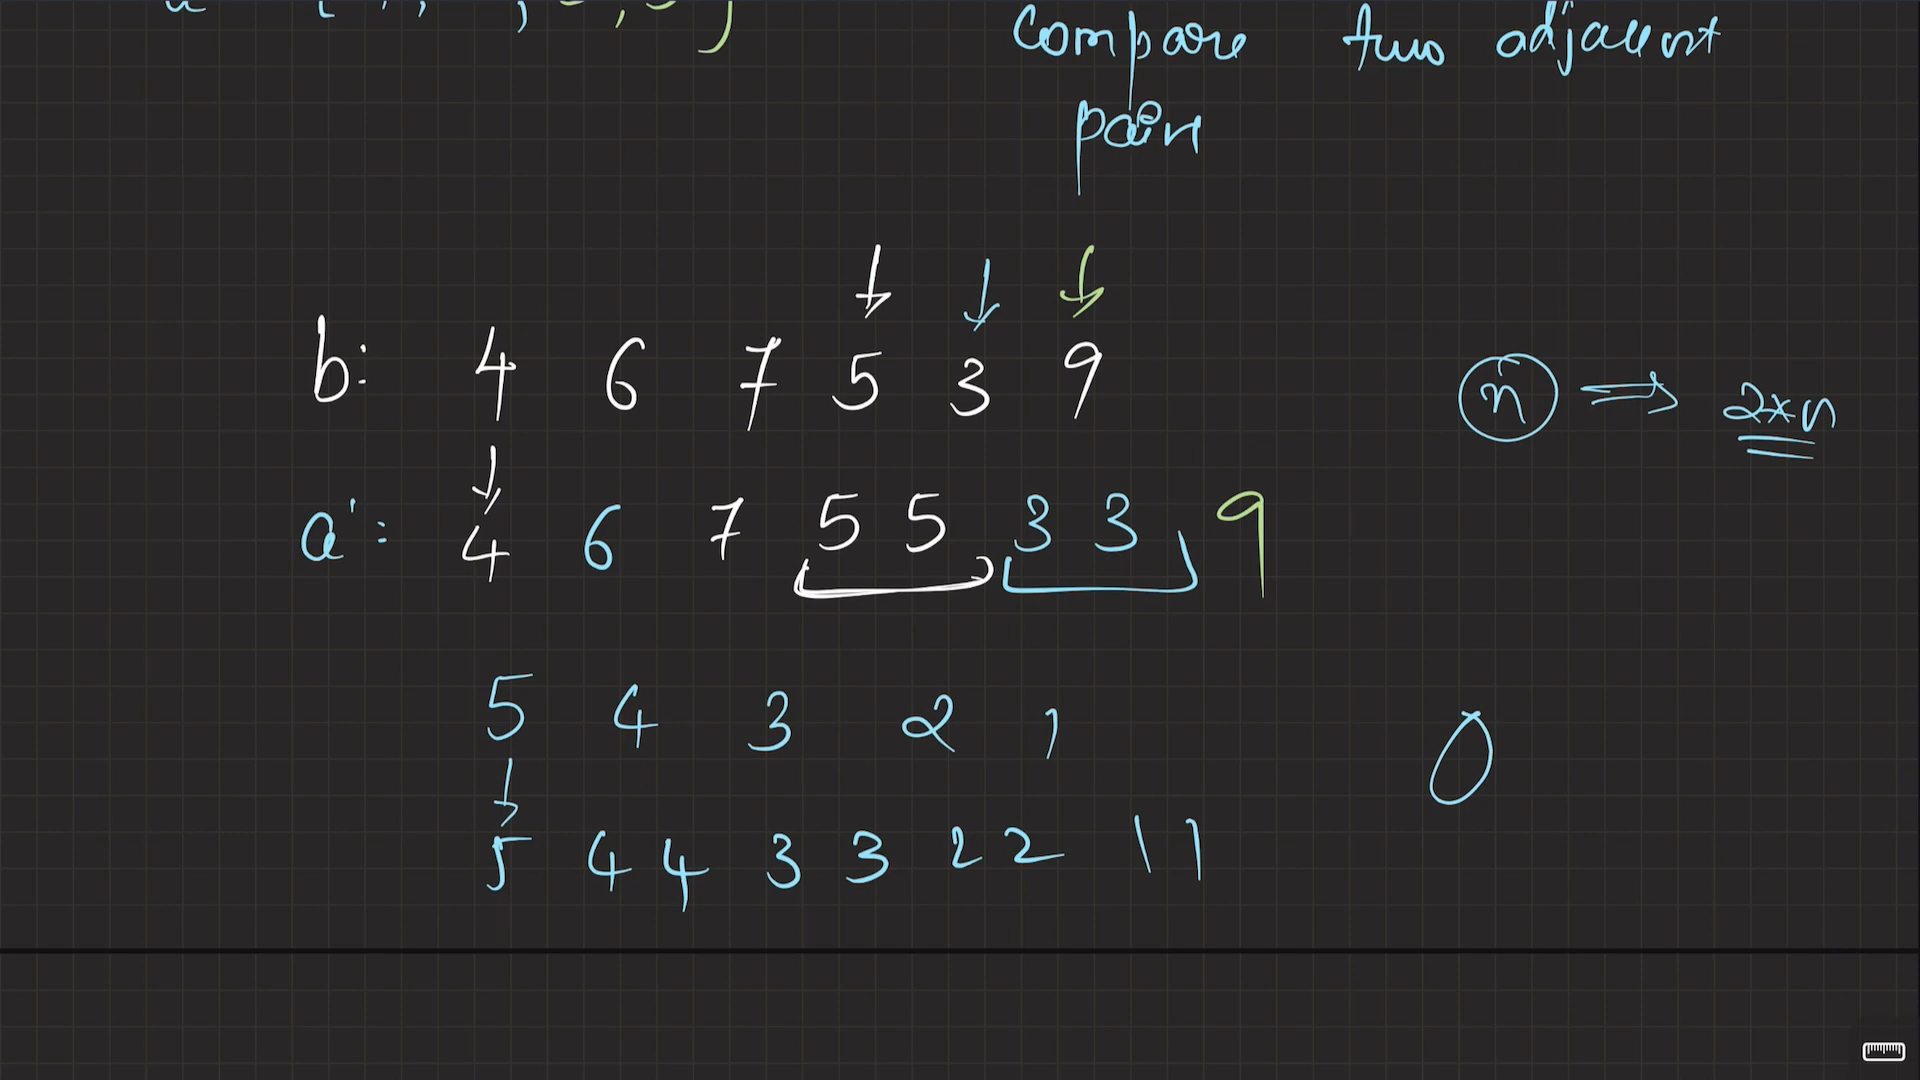 Compare two adjacent
pair
b: 4 6 7 5 3 9
n ⇒ 2×n
a': 4 6 7 5 5 3 3 9
5 4 3 2 1
0
5 4 4 3 3 2 2 1 1